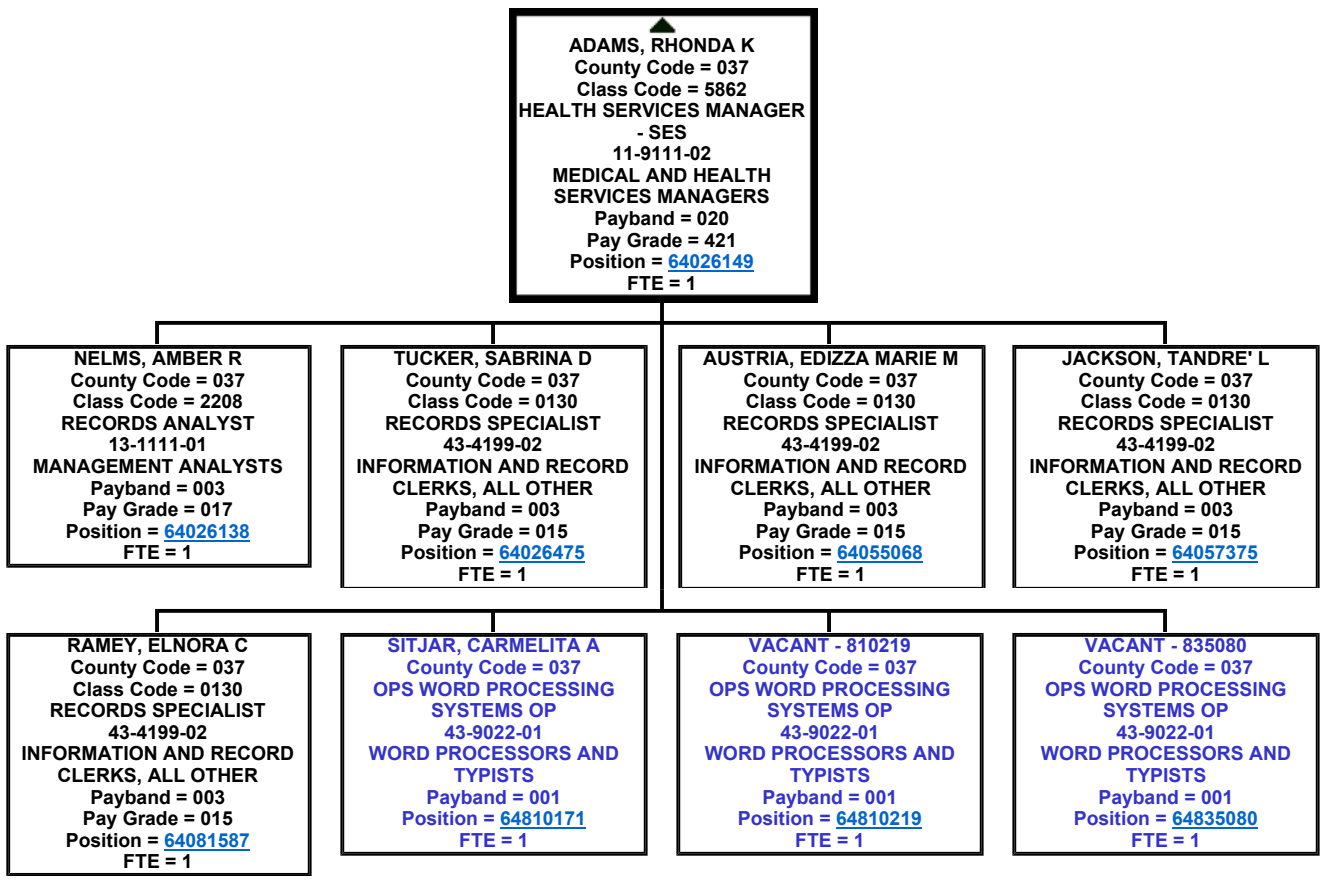 ADAMS, RHONDA K
County Code = 037
Class Code = 5862
HEALTH SERVICES MANAGER
- SES
11-9111-02
MEDICAL AND HEALTH
SERVICES MANAGERS
Payband = 020
Pay Grade = 421
Position = 64026149
FTE = 1
NELMS, AMBER R
County Code = 037
Class Code = 2208
RECORDS ANALYST
13-1111-01
MANAGEMENT ANALYSTS
Payband = 003
Pay Grade = 017
Position = 64026138
FTE = 1
TUCKER, SABRINA D
County Code = 037
Class Code = 0130
RECORDS SPECIALIST
43-4199-02
INFORMATION AND RECORD
CLERKS, ALL OTHER
Payband = 003
Pay Grade = 015
Position = 64026475
FTE = 1
AUSTRIA, EDIZZA MARIE M
County Code = 037
Class Code = 0130
RECORDS SPECIALIST
43-4199-02
INFORMATION AND RECORD
CLERKS, ALL OTHER
Payband = 003
Pay Grade = 015
Position = 64055068
FTE = 1
JACKSON, TANDRE' L
County Code = 037
Class Code = 0130
RECORDS SPECIALIST
43-4199-02
INFORMATION AND RECORD
CLERKS, ALL OTHER
Payband = 003
Pay Grade = 015
Position = 64057375
FTE = 1
RAMEY, ELNORA C
County Code = 037
Class Code = 0130
RECORDS SPECIALIST
43-4199-02
INFORMATION AND RECORD
CLERKS, ALL OTHER
Payband = 003
Pay Grade = 015
Position = 64081587
FTE = 1
SITJAR, CARMELITA A
County Code = 037
OPS WORD PROCESSING
SYSTEMS OP
43-9022-01
WORD PROCESSORS AND
TYPISTS
Payband = 001
Position = 64810171
FTE = 1
VACANT - 810219
County Code = 037
OPS WORD PROCESSING
SYSTEMS OP
43-9022-01
WORD PROCESSORS AND
TYPISTS
Payband = 001
Position = 64810219
FTE = 1
VACANT - 835080
County Code = 037
OPS WORD PROCESSING
SYSTEMS OP
43-9022-01
WORD PROCESSORS AND
TYPISTS
Payband = 001
Position = 64835080
FTE = 1